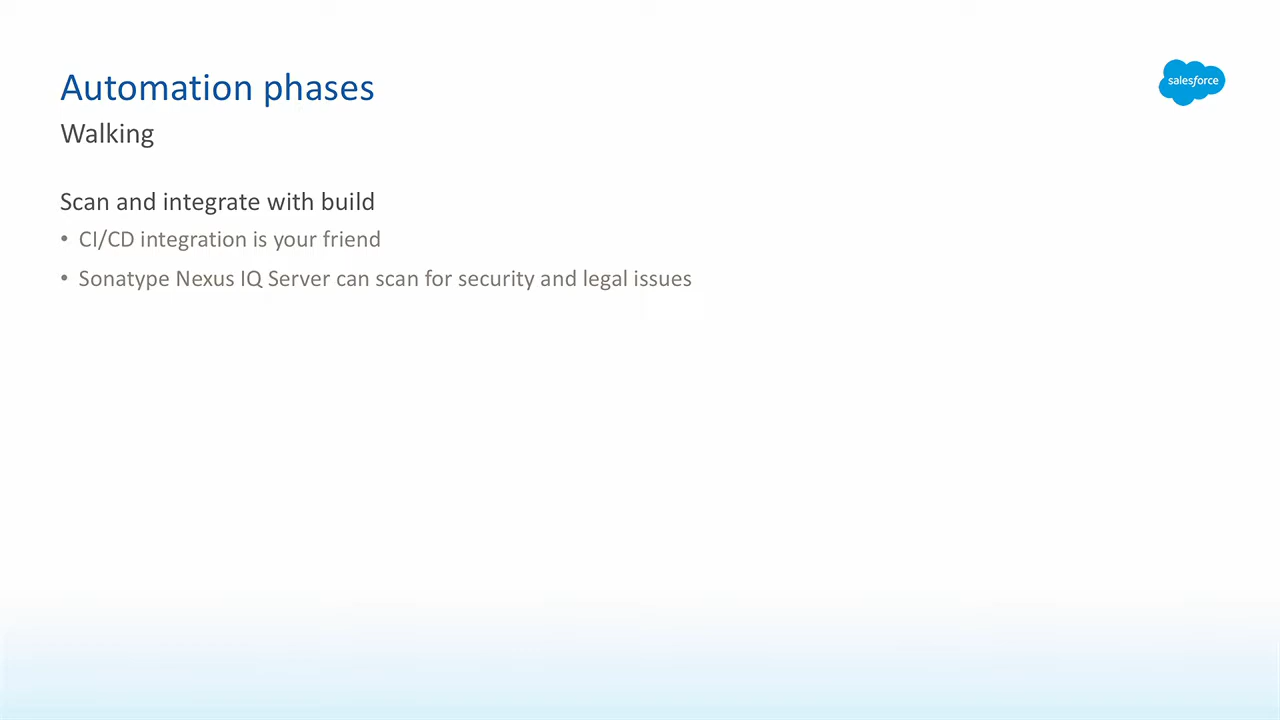 Automation phases
salesforce
Walking
Scan and integrate with build
• CI/CD integration is your friend
• Sonatype Nexus IQ Server can scan for security and legal issues